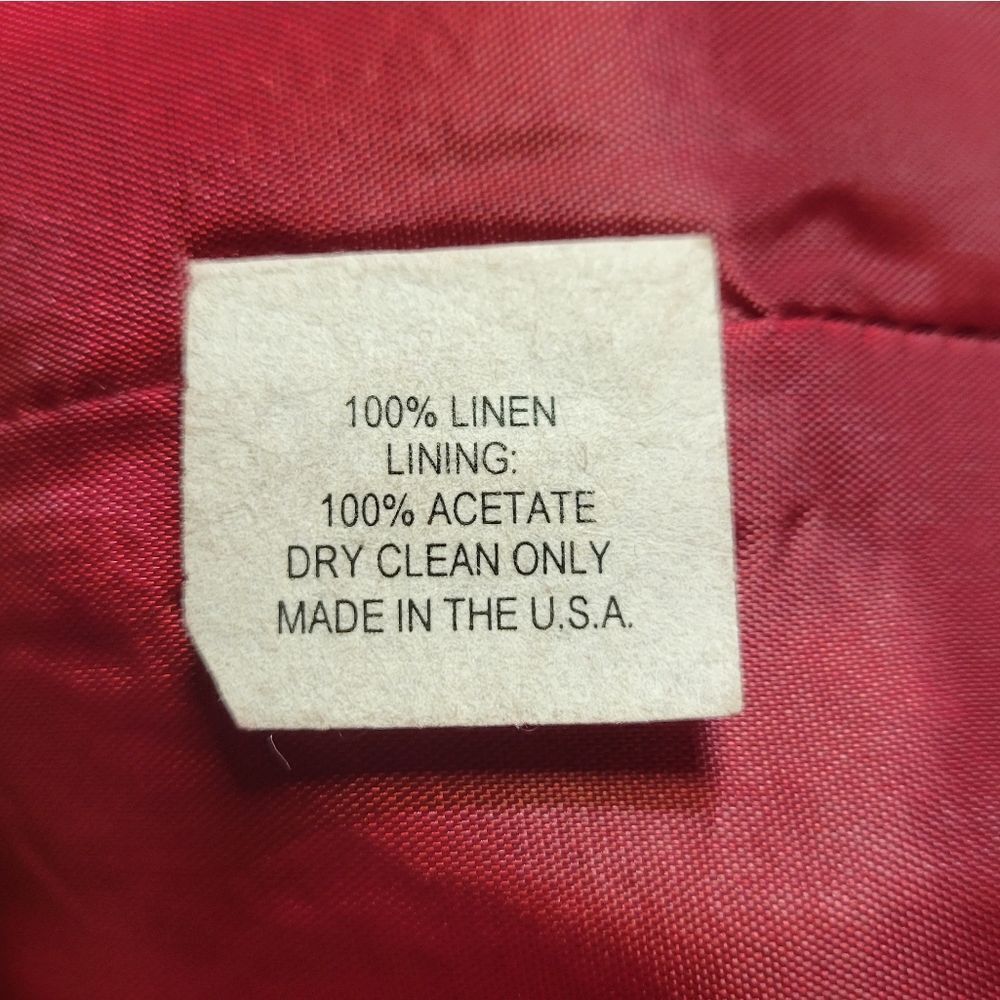 100% LINEN
LINING:
100% ACETATE
DRY CLEAN ONLY
MADE IN THE U.S.A.